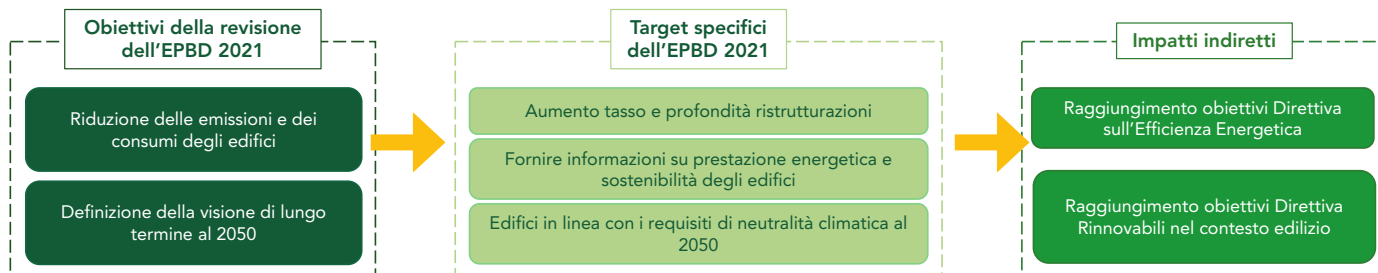 Obiettivi della revisione
dell'EPBD 2021
Riduzione delle emissioni e dei
consumi degli edifici
Definizione della visione di lungo
termine al 2050
Target specifici
dell'EPBD 2021
Aumento tasso e profondità ristrutturazioni
Fornire informazioni su prestazione energetica e
sostenibilità degli edifici
Edifici in linea con i requisiti di neutralità climatica al
2050
Impatti indiretti
Raggiungimento obiettivi Direttiva
sull'Efficienza Energetica
Raggiungimento obiettivi Direttiva
Rinnovabili nel contesto edilizio